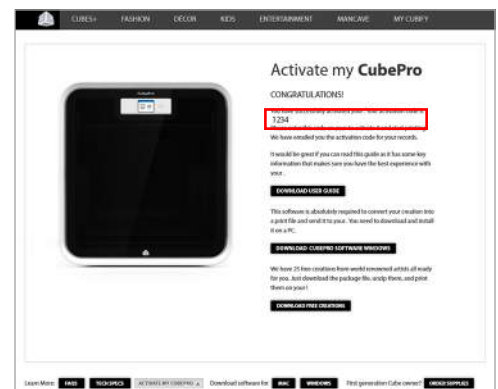 CUBES+ FASHION DÉCOR KIDS ENTERTAINMENT MANCAVE MY CUBIFY
Activate my CubePro
CONGRATULATIONS!
1234
We have emailed you the activation code for your records.
It would be great if you can read this guide as it has some key
information that makes sure you have the best experience with
your .
DOWNLOAD USER GUIDE
This software is absolutely required to convert your creation into
a print file and send it to your . You need to download and install
it on a PC.
DOWNLOAD CUBEPRO SOFTWARE WINDOWS
We have 25 free creations from world renowned artists all ready
for you. Just download the package file, unzip them, and print
them on your !
DOWNLOAD FREE CREATIONS
Learn More: FAQS TECH SPECS ACTIVATE MY CUBEPRO Download software for: MAC WINDOWS First generation Cube owner? ORDER SUPPLIES